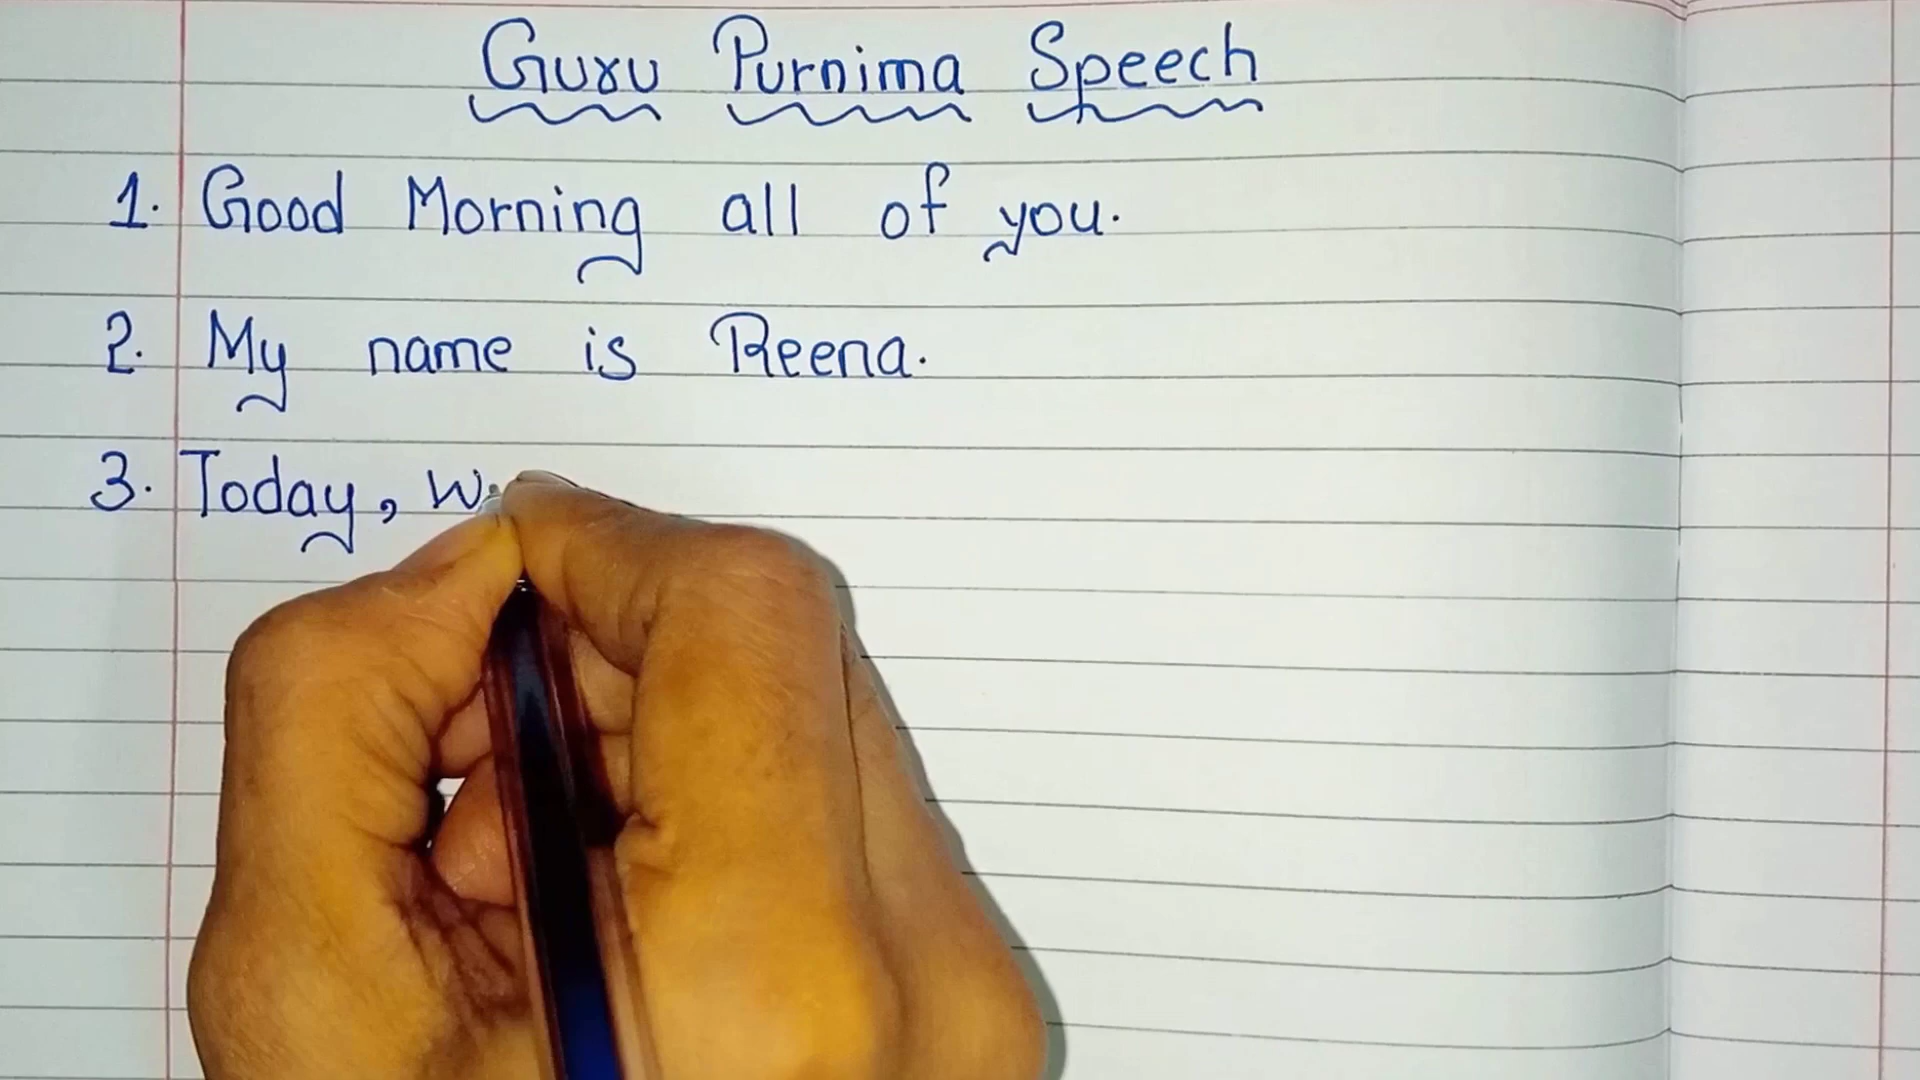 Guru Purnima Speech
1. Good Morning all of you.
2. My name is Reena.
3. Today, w